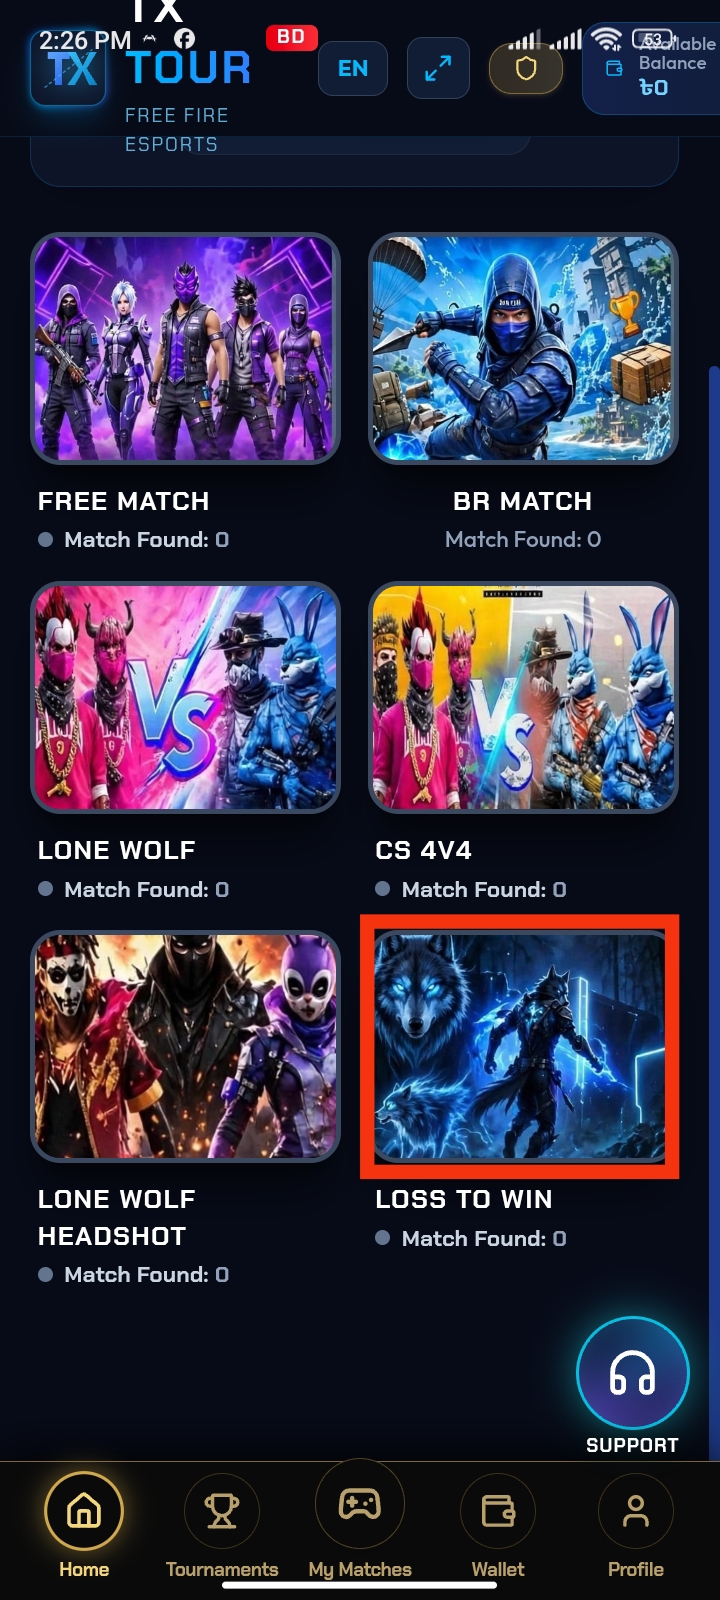 TX
2:26 PM
53
TX
TOUR
BD
EN
Available
Balance
৳0
FREE FIRE
ESPORTS
FREE MATCH
Match Found: 0
BR MATCH
Match Found: 0
VS
VS
LONE WOLF
Match Found: 0
CS 4V4
Match Found: 0
LONE WOLF
HEADSHOT
Match Found: 0
LOSS TO WIN
Match Found: 0
SUPPORT
Home
Tournaments
My Matches
Wallet
Profile